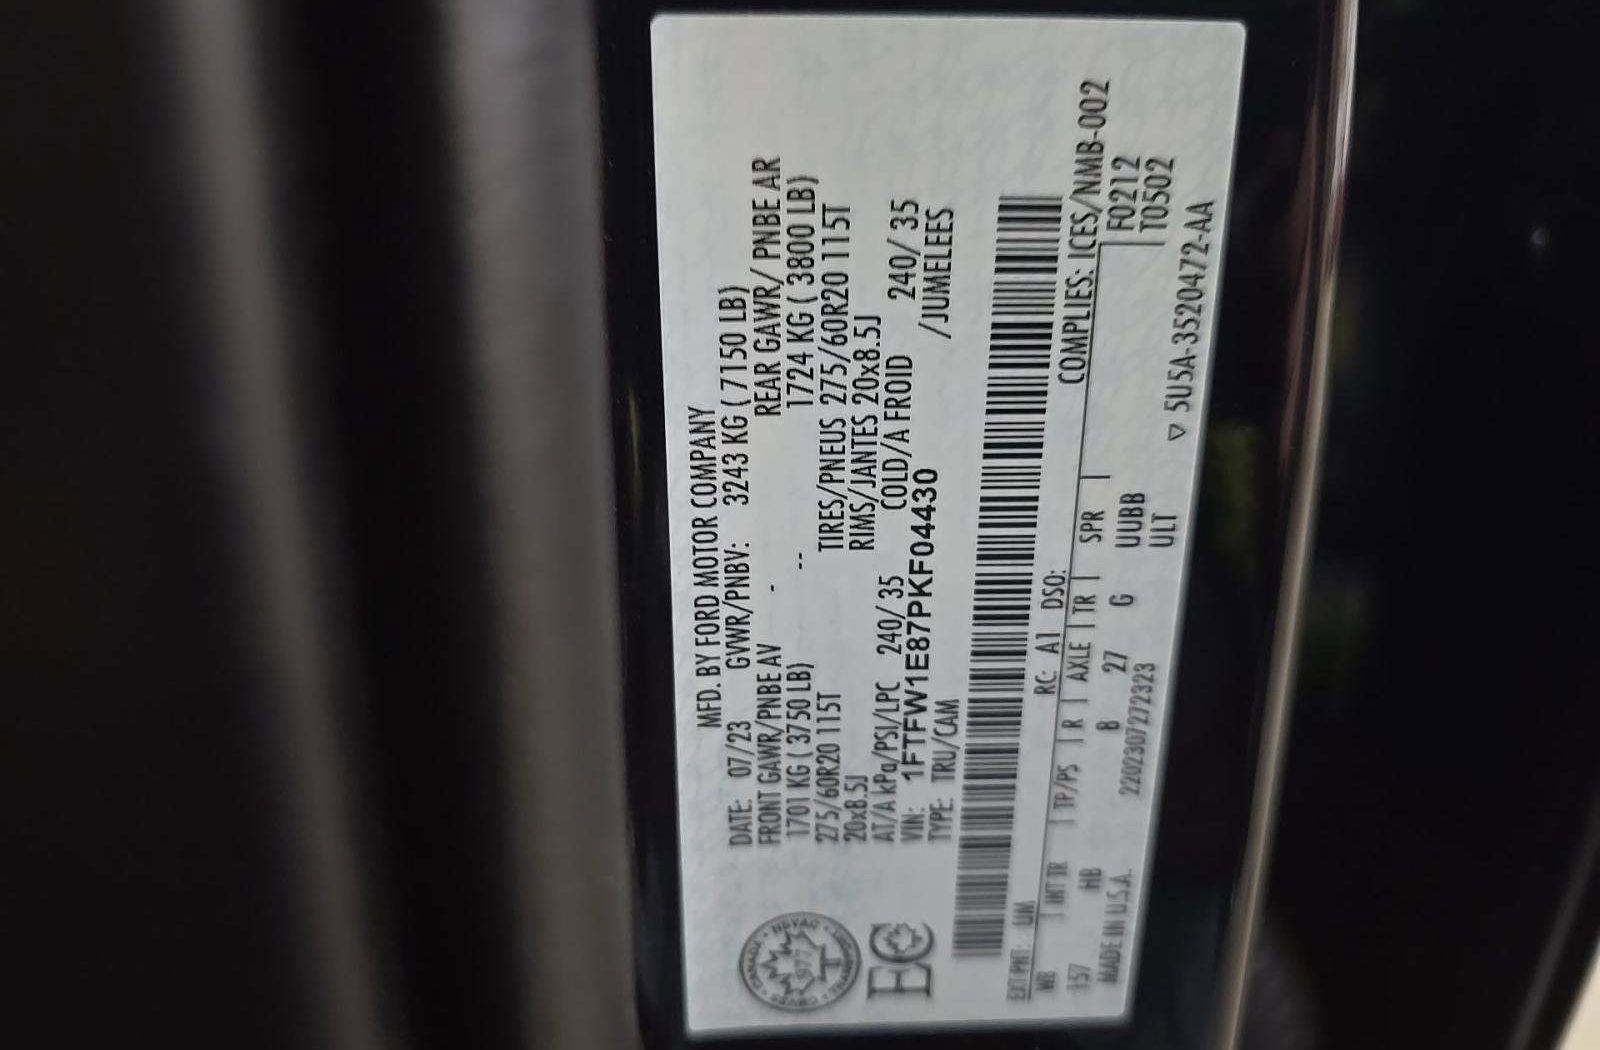 MFD. BY FORD MOTOR COMPANY
DATE: 07/23 GVWR/PNBV: 3243 KG ( 7150 LB)
FRONT GAWR/PNBE AV - REAR GAWR/ PNBE AR
1701 KG ( 3750 LB) -- 1724 KG ( 3800 LB)
275/60R20 115T TIRES/PNEUS 275/60R20 115T
20x8.5J RIMS/JANTES 20x8.5J
AT/A kPa/PSI/LPC 240/ 35 COLD/A FROID 240/ 35
VIN: 1FTFW1E87PKF04430 /JUMELEES
TYPE: TRU/CAM
EC
EXT PNT: UM RC: A1 DSO: COMPLIES: ICES/NMB-002
WB | INT TR | TP/PS | R | AXLE | TR | SPR |
157 HB B 27 G UUBB F0212
MADE IN U.S.A. 2202307272323 ULT T0502
▽ 5U5A-3520472-AA